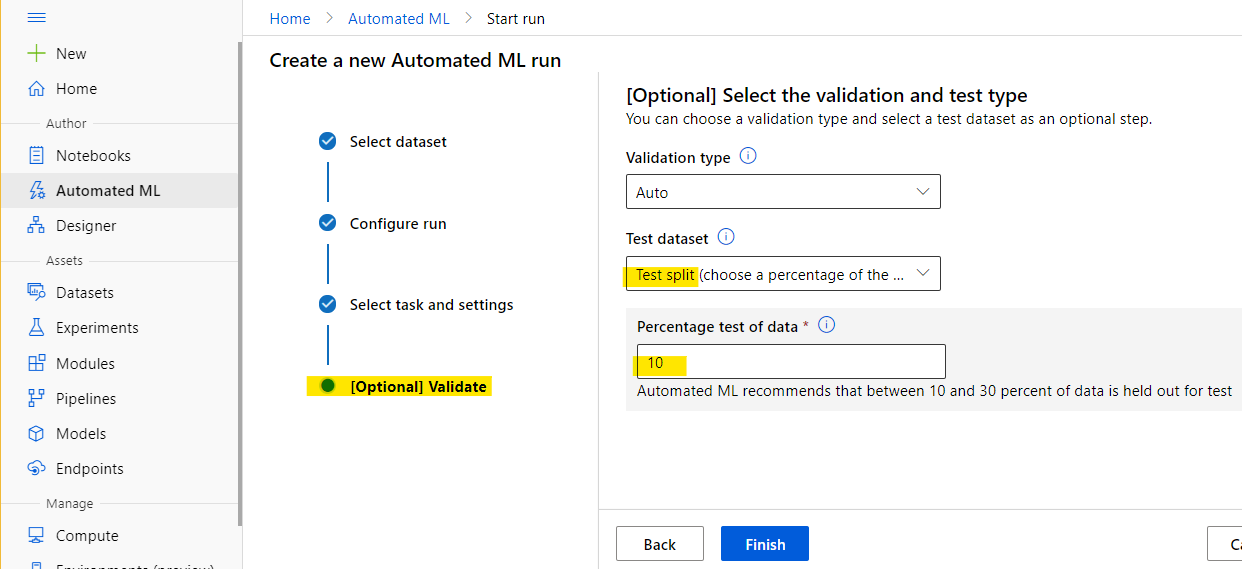 Home > Automated ML > Start run
New
Home
Author
Notebooks
Automated ML
Designer
Assets
Datasets
Experiments
Modules
Pipelines
Models
Endpoints
Manage
Compute
Environments (preview)
Create a new Automated ML run
Select dataset
Configure run
Select task and settings
[Optional] Validate
[Optional] Select the validation and test type
You can choose a validation type and select a test dataset as an optional step.
Validation type
Auto
Test dataset
Test split (choose a percentage of the ...
Percentage test of data *
10
Automated ML recommends that between 10 and 30 percent of data is held out for test
Back
Finish